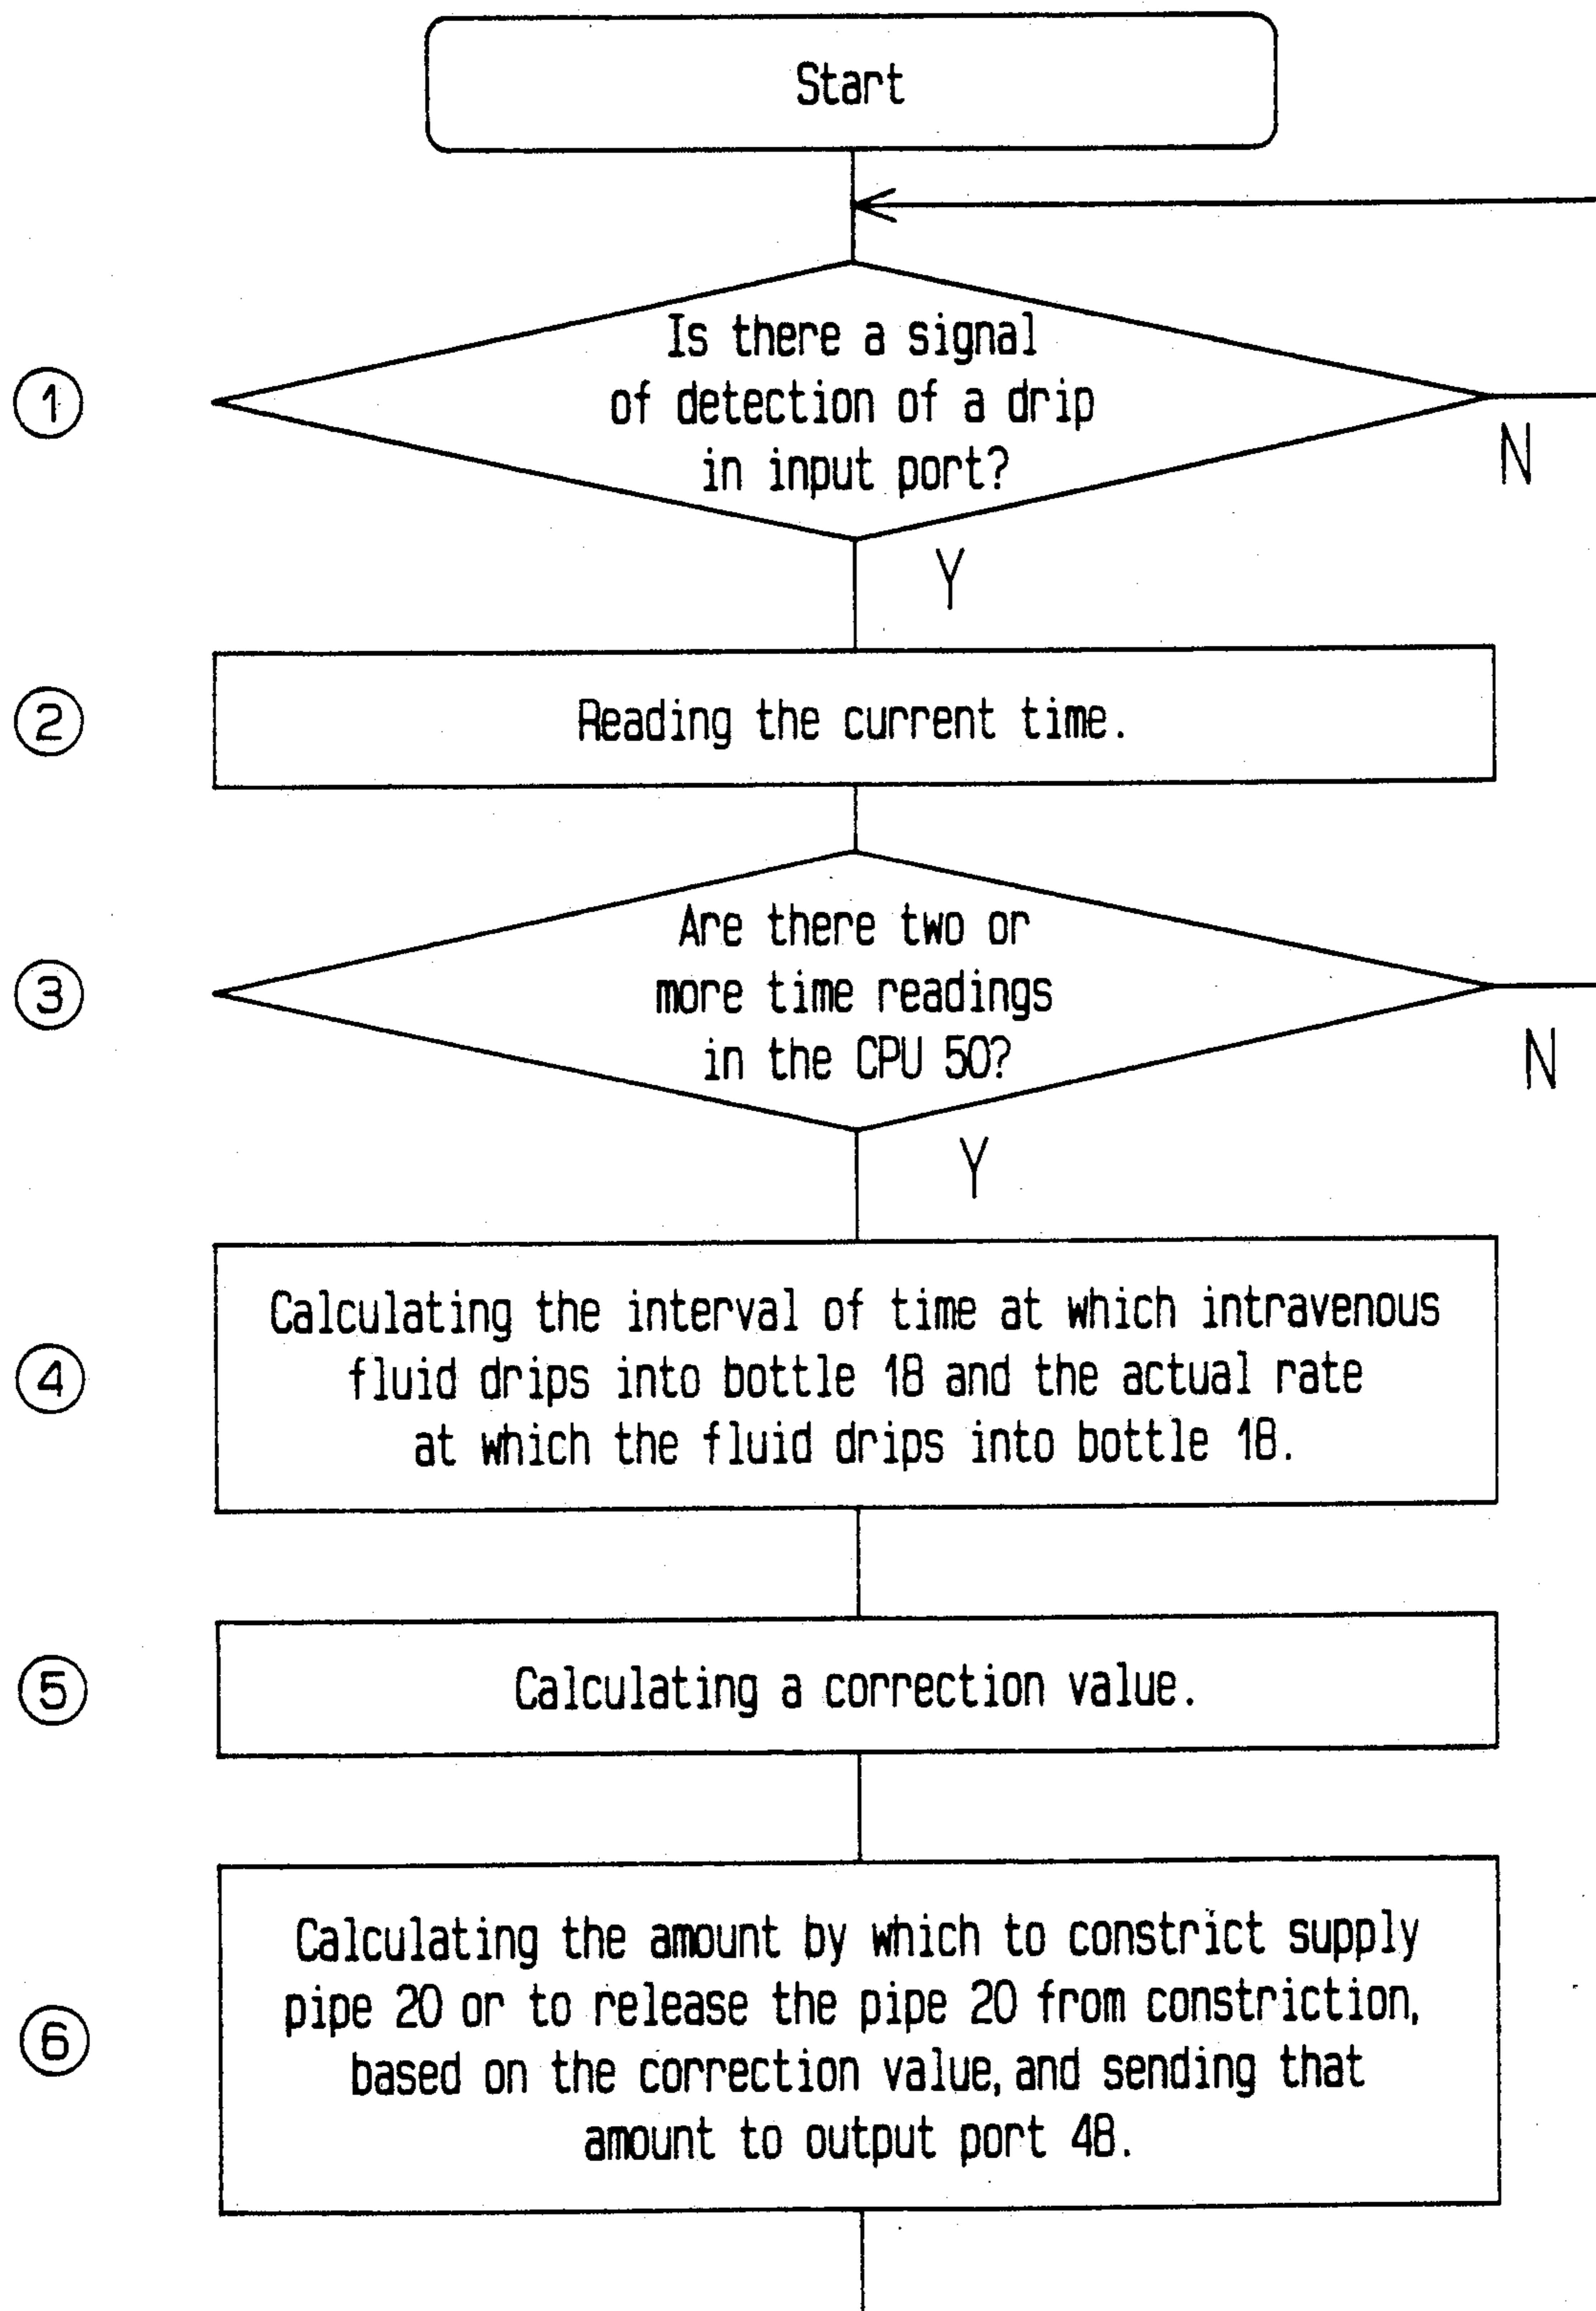 Start
Is there a signal
of detection of a drip
in input port?
N
Y
1
2
Reading the current time.
Are there two or
more time readings
in the CPU 50?
3
N
Y
Calculating the interval of time at which intravenous
fluid drips into bottle 18 and the actual rate
at which the fluid drips into bottle 18.
4
5
Calculating a correction value.
Calculating the amount by which to constrict supply
pipe 20 or to release the pipe 20 from constriction,
based on the correction value, and sending that
amount to output port 48.
6